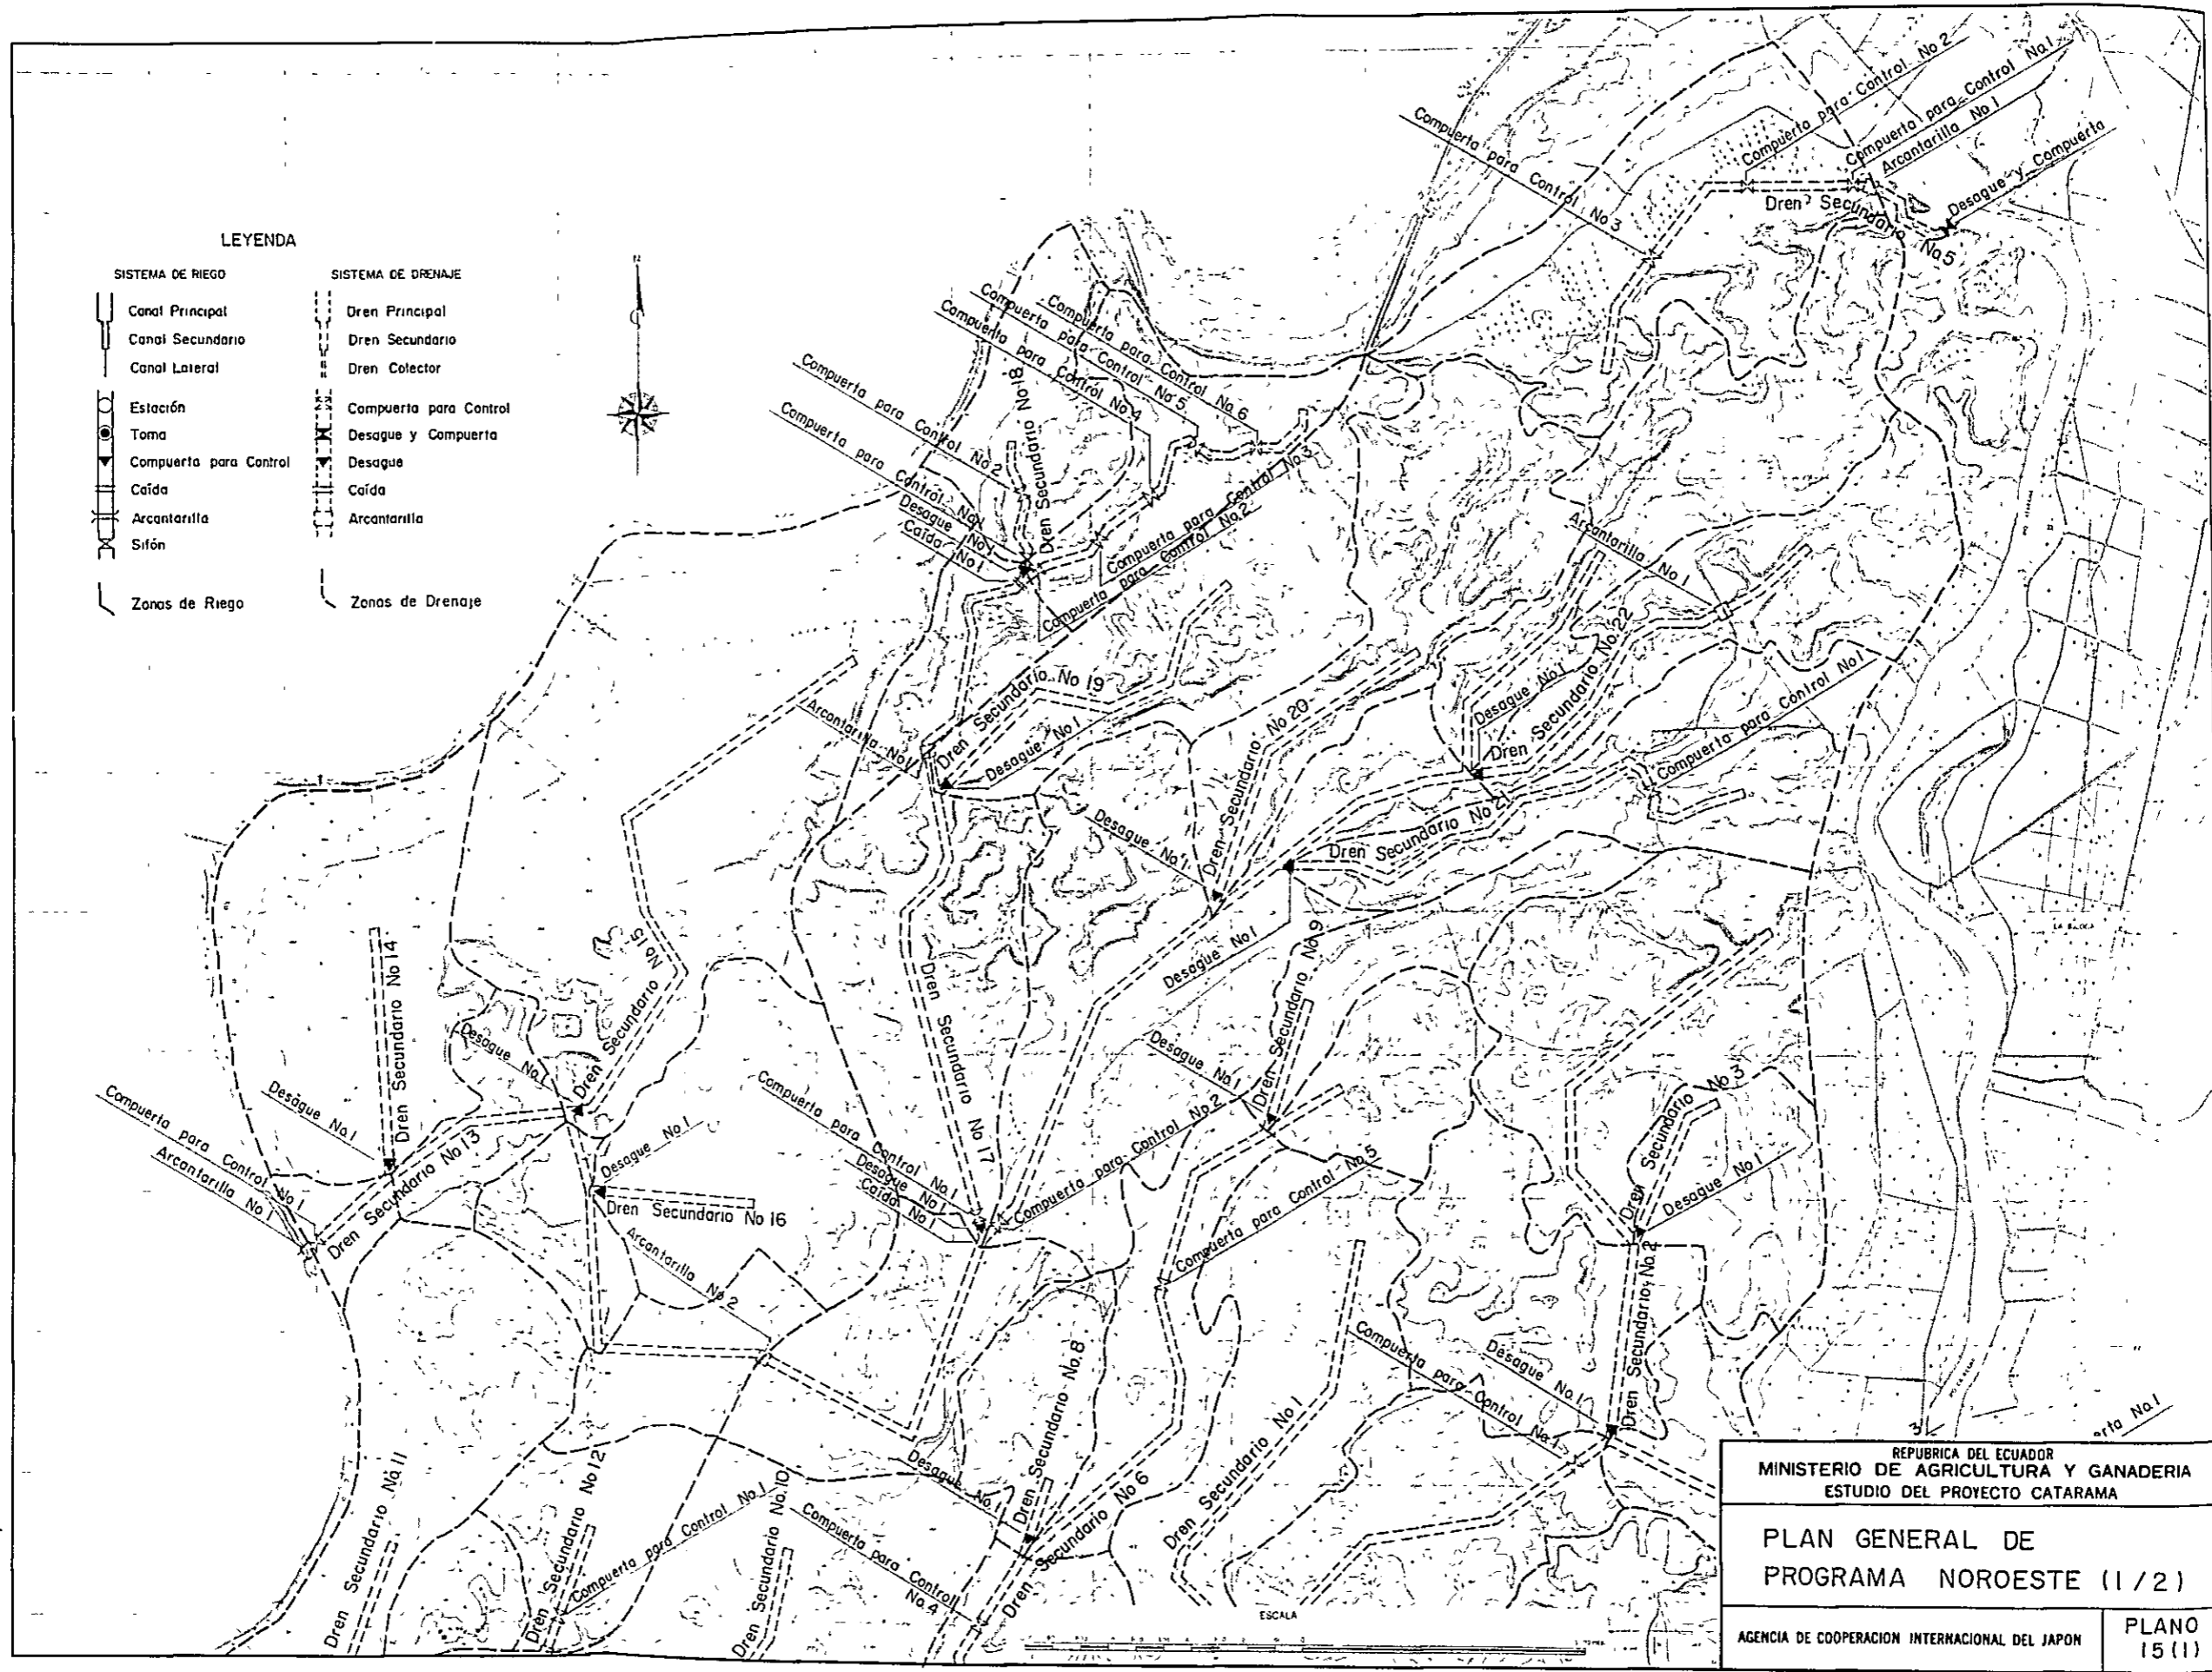 LEYENDA
SISTEMA DE RIEGO
Canal Principal
Canal Secundario
Canal Lateral
Estación
Toma
Compuerta para Control
Caída
Arcantarilla
Sifón
Zonas de Riego
SISTEMA DE DRENAJE
Dren Principal
Dren Secundario
Dren Colector
Compuerta para Control
Desague y Compuerta
Desague
Caída
Arcantarilla
Zonas de Drenaje
N
Compuerta para Control No 2
Compuerta para Control No.1
Arcantarilla No 1
Desague y Compuerta
Compuerta para Control No 3
Dren Secundario No.5
Compuerta para Control No.6
Compuerta para Control No 5
Compuerta para Control No.4
Compuerta para Control No 2
Compuerta para Control No.1
Desague No 1
Caída No 1
Dren Secundario No.18
Compuerta para Control No.3
Compuerta para Control No.2
Arcantarilla No 1
Dren Secundario No 19
Desague No 1
Arcantarilla No 1
Dren Secundario No 20
Desague No.1
Desague No.1
Dren Secundario No.22
Compuerta para Control No.1
Dren Secundario No 21
Desague No 1
Dren Secundario No.9
Desague No.1
Dren Secundario No 14
Desague No.1
Dren Secundario No 15
Desague No.1
Compuerta para Control No 1
Arcantarilla No 1
Dren Secundario No 13
Desague No 1
Dren Secundario No 16
Arcantarilla No 2
Dren Secundario No 17
Compuerta para Control No.1
Desague No 1
Caída No 1
Compuerta para Control No 2
Compuerta para Control No.5
Dren Secundario No 3
Desague No 1
Dren Secundario No.2
Compuerta para Control No.1
Desague No.1
Dren Secundario
Dren Secundario No 1
Dren Secundario No.8
Desague No.1
Dren Secundario No 6
Dren Secundario
Compuerta para Control No.4
Dren Secundario No.10
Compuerta para Control No 1
Dren Secundario No 12
Dren Secundario No.11
LA BALOCA
erta No.1
ESCALA
REPUBRICA DEL ECUADOR
MINISTERIO DE AGRICULTURA Y GANADERIA
ESTUDIO DEL PROYECTO CATARAMA
PLAN GENERAL DE
PROGRAMA NOROESTE (1/2)
AGENCIA DE COOPERACION INTERNACIONAL DEL JAPON
PLANO
15(1)